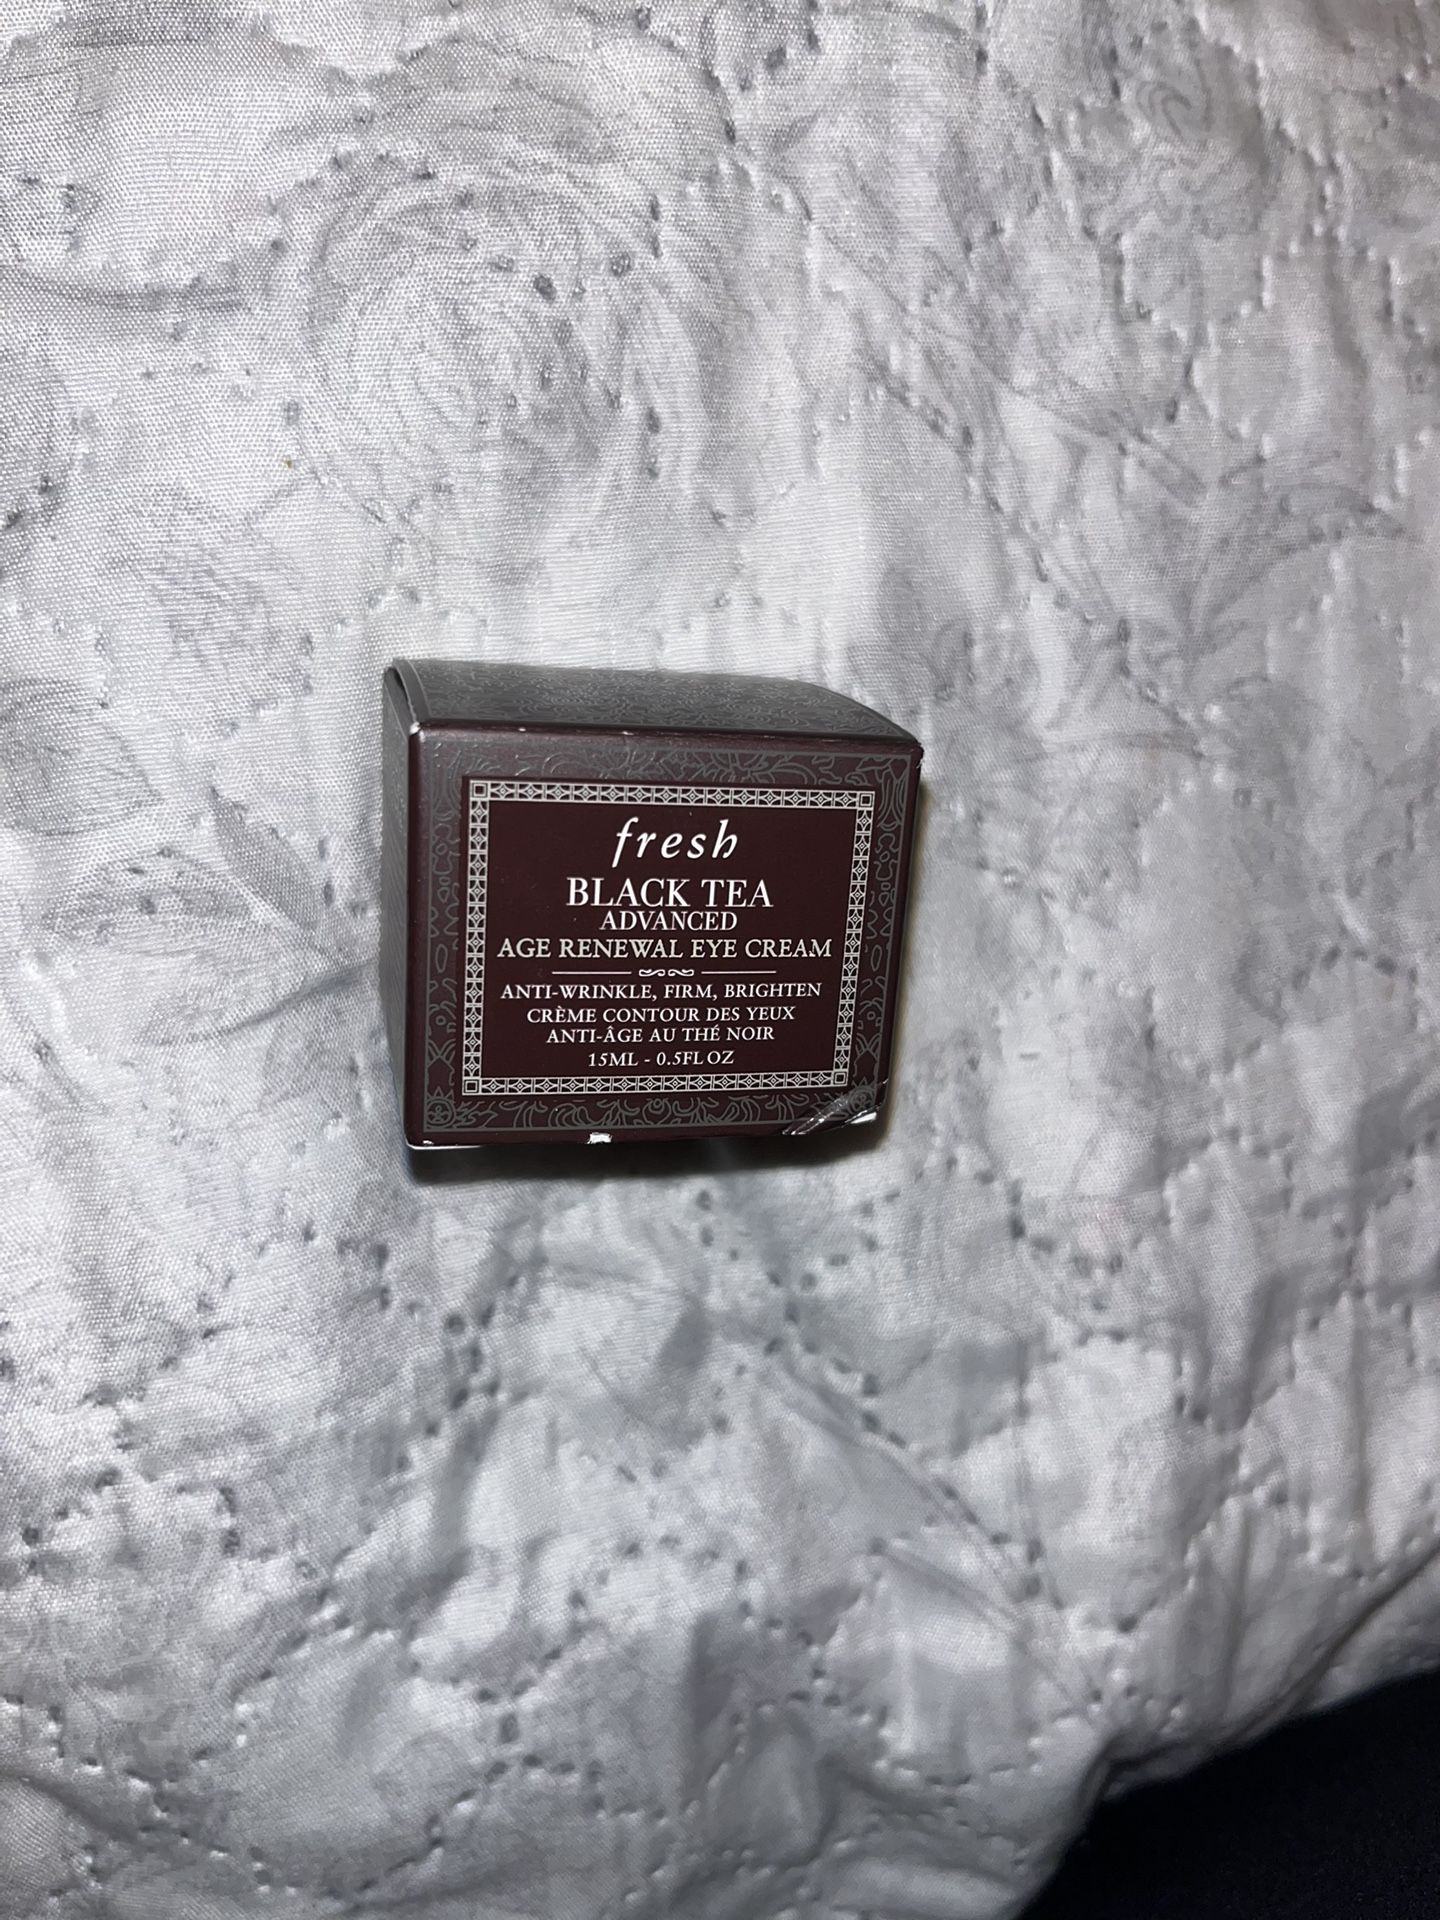 fresh
BLACK TEA
ADVANCED
AGE RENEWAL EYE CREAM
ANTI-WRINKLE, FIRM, BRIGHTEN
CRÈME CONTOUR DES YEUX
ANTI-ÂGE AU THÉ NOIR
15ML - 0.5FL OZ